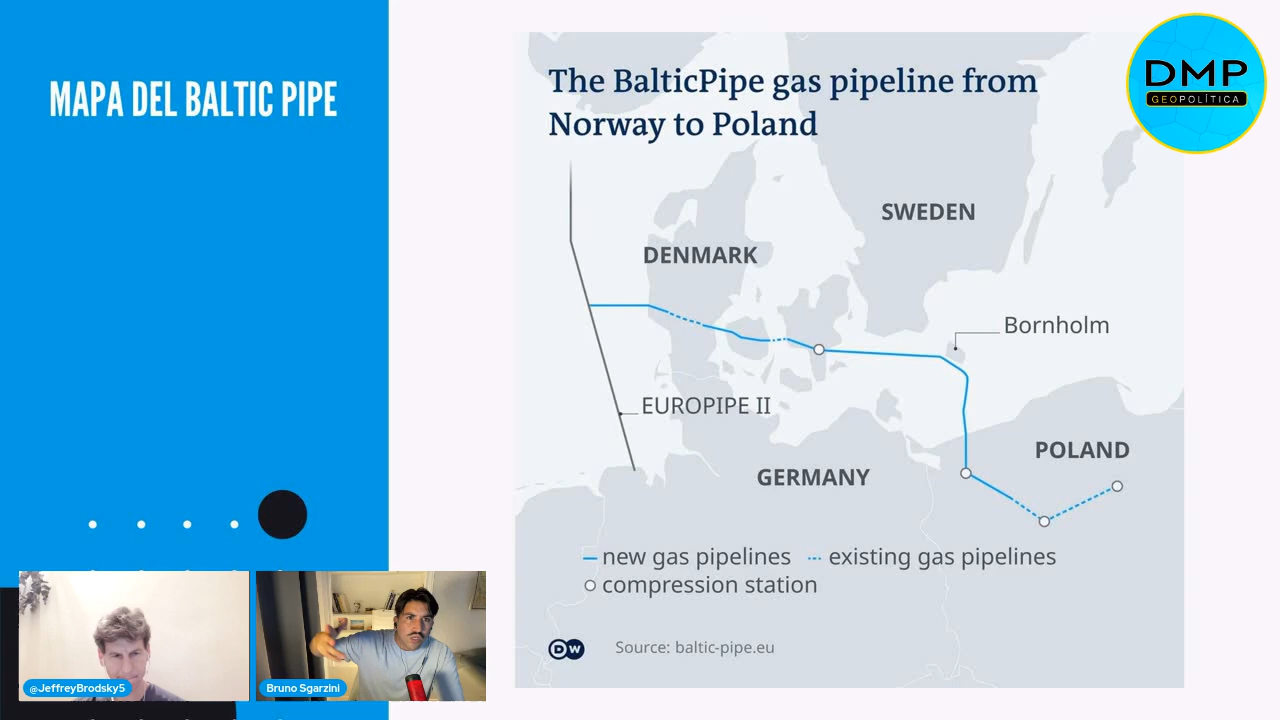 MAPA DEL BALTIC PIPE
The BalticPipe gas pipeline from
Norway to Poland
DMP
GEOPOLÍTICA
SWEDEN
DENMARK
Bornholm
EUROPIPE II
POLAND
GERMANY
new gas pipelines
existing gas pipelines
compression station
DW
Source: baltic-pipe.eu
@JeffreyBrodsky5
Bruno Sgarzini